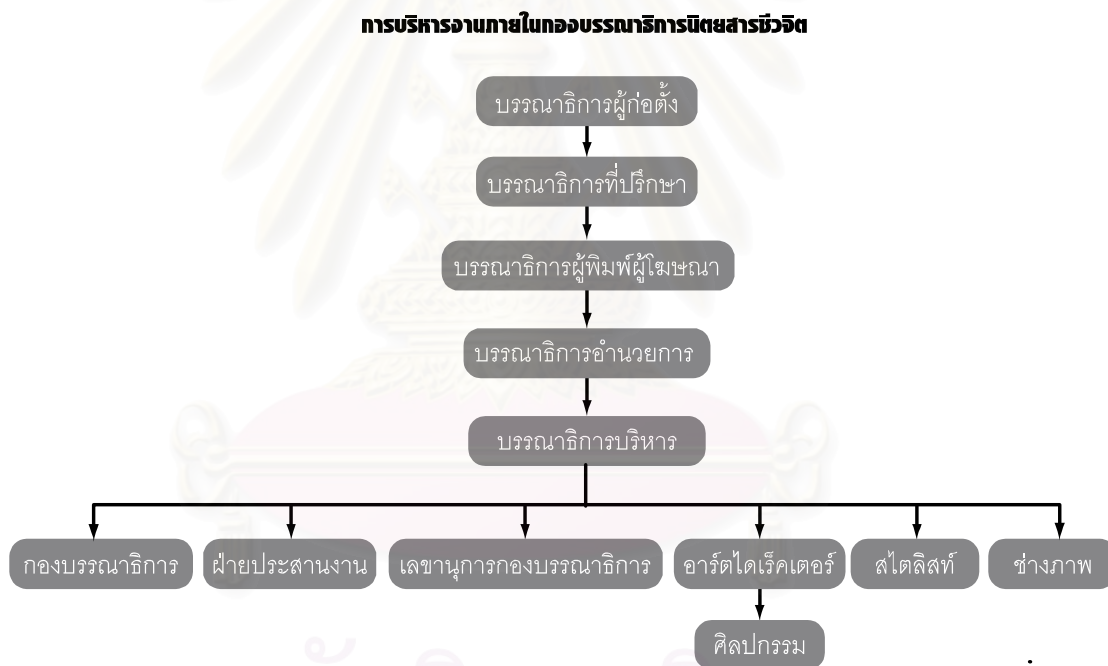 การบริหารงานภายในกองบรรณาธิการนิตยสารชีวจิต
บรรณาธิการผู้ก่อตั้ง
บรรณาธิการที่ปรึกษา
บรรณาธิการผู้พิมพ์ผู้โฆษณา
บรรณาธิการอำนวยการ
บรรณาธิการบริหาร
กองบรรณาธิการ
ฝ่ายประสานงาน
เลขานุการกองบรรณาธิการ
อาร์ตไดเร็คเตอร์
สไตลิสท์
ช่างภาพ
ศิลปกรรม